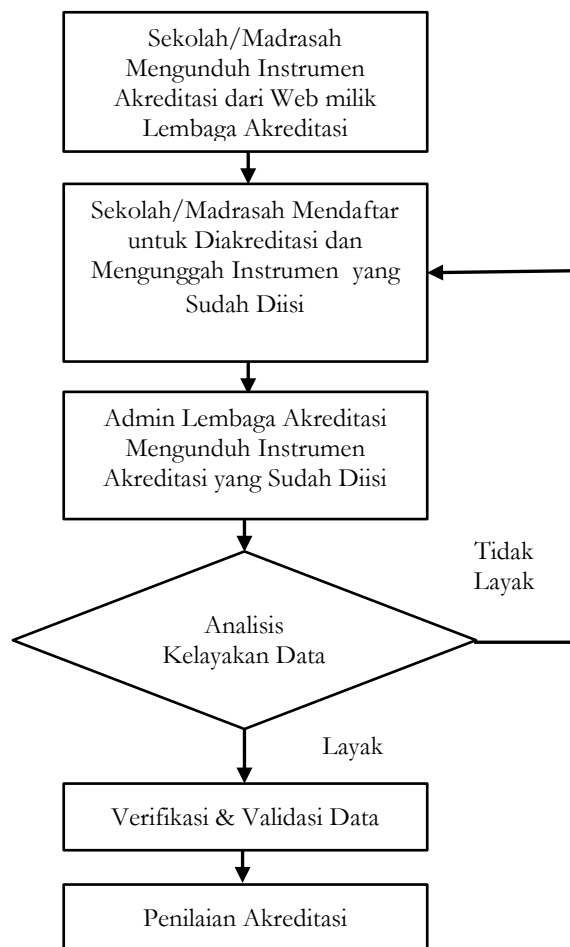 Sekolah/Madrasah
Mengunduh Instrumen
Akreditasi dari Web milik
Lembaga Akreditasi
Sekolah/Madrasah Mendaftar
untuk Diakreditasi dan
Mengunggah Instrumen yang
Sudah Diisi
Admin Lembaga Akreditasi
Mengunduh Instrumen
Akreditasi yang Sudah Diisi
Tidak
Layak
Analisis
Kelayakan Data
Layak
Verifikasi & Validasi Data
Penilaian Akreditasi